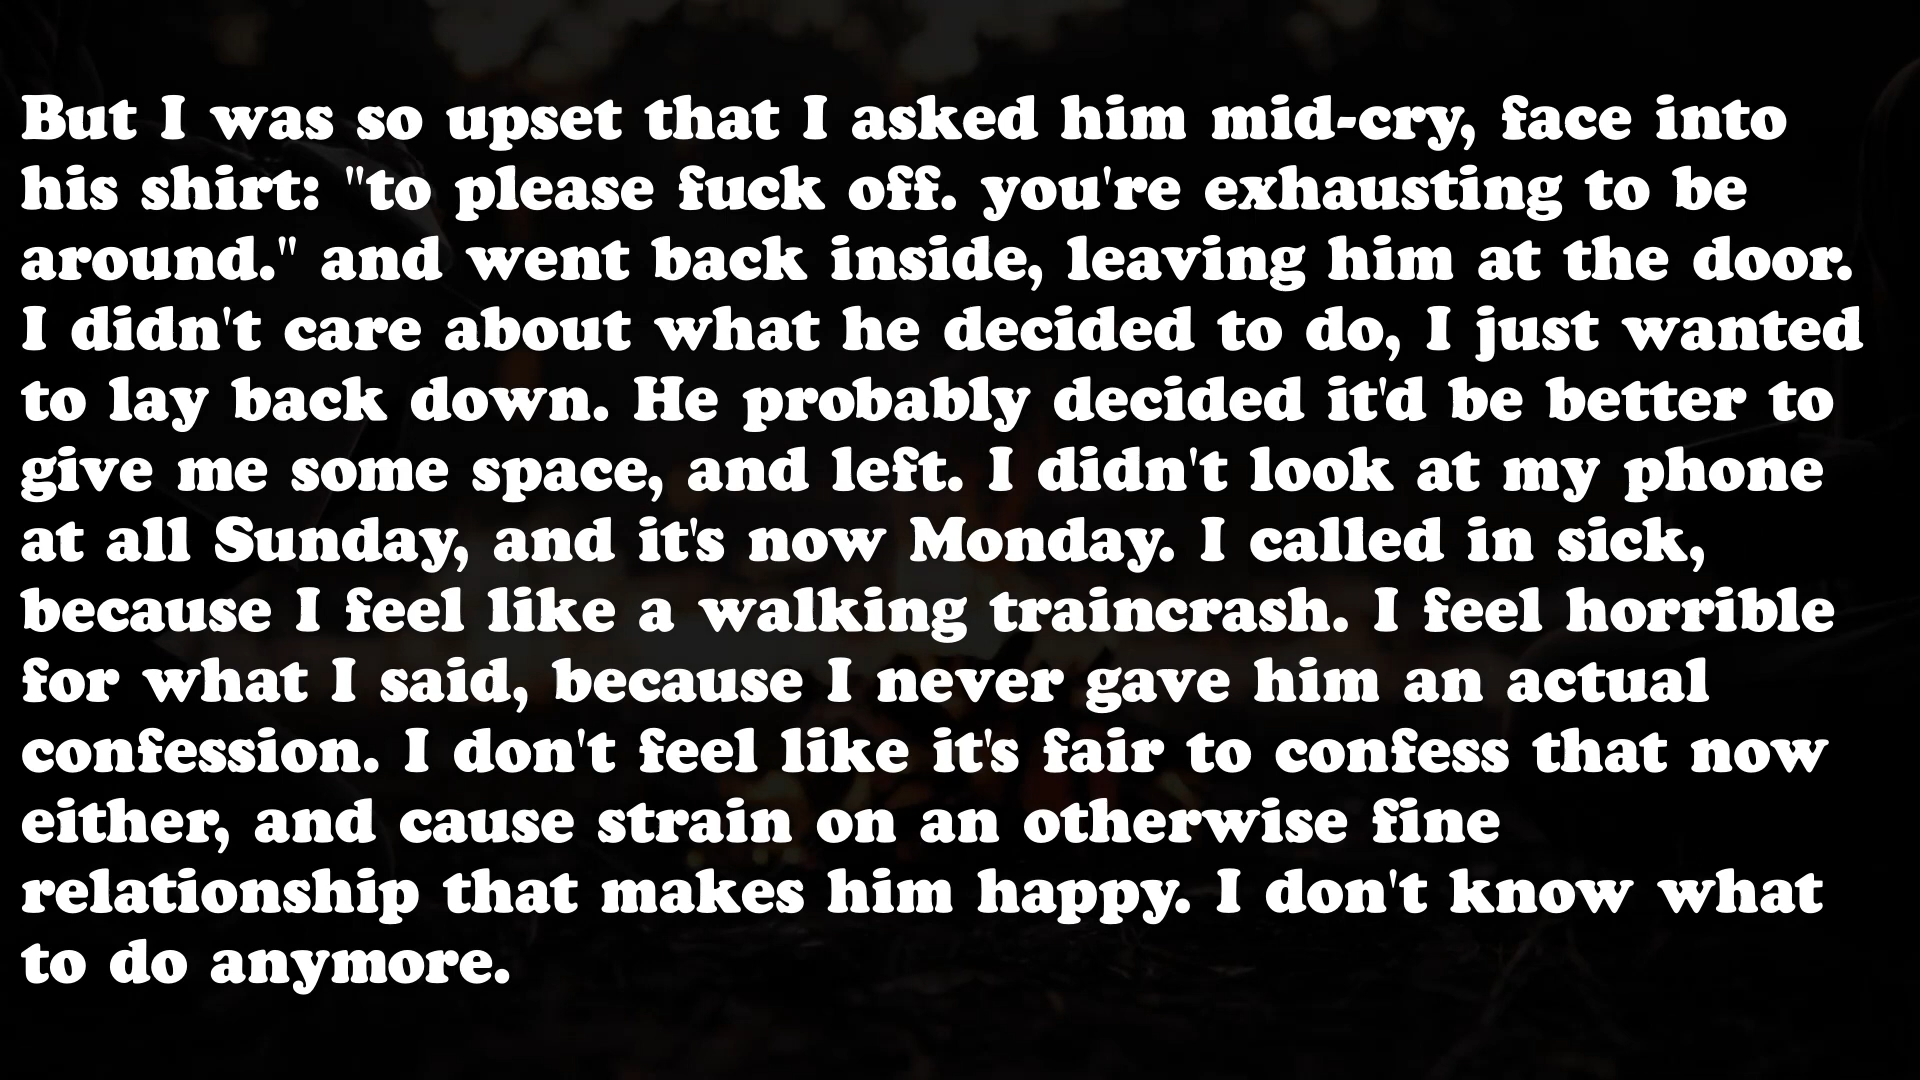 But I was so upset that I asked him mid-cry, face into
his shirt: "to please fuck off. you're exhausting to be
around." and went back inside, leaving him at the door.
I didn't care about what he decided to do, I just wanted
to lay back down. He probably decided it'd be better to
give me some space, and left. I didn't look at my phone
at all Sunday, and it's now Monday. I called in sick,
because I feel like a walking traincrash. I feel horrible
for what I said, because I never gave him an actual
confession. I don't feel like it's fair to confess that now
either, and cause strain on an otherwise fine
relationship that makes him happy. I don't know what
to do anymore.